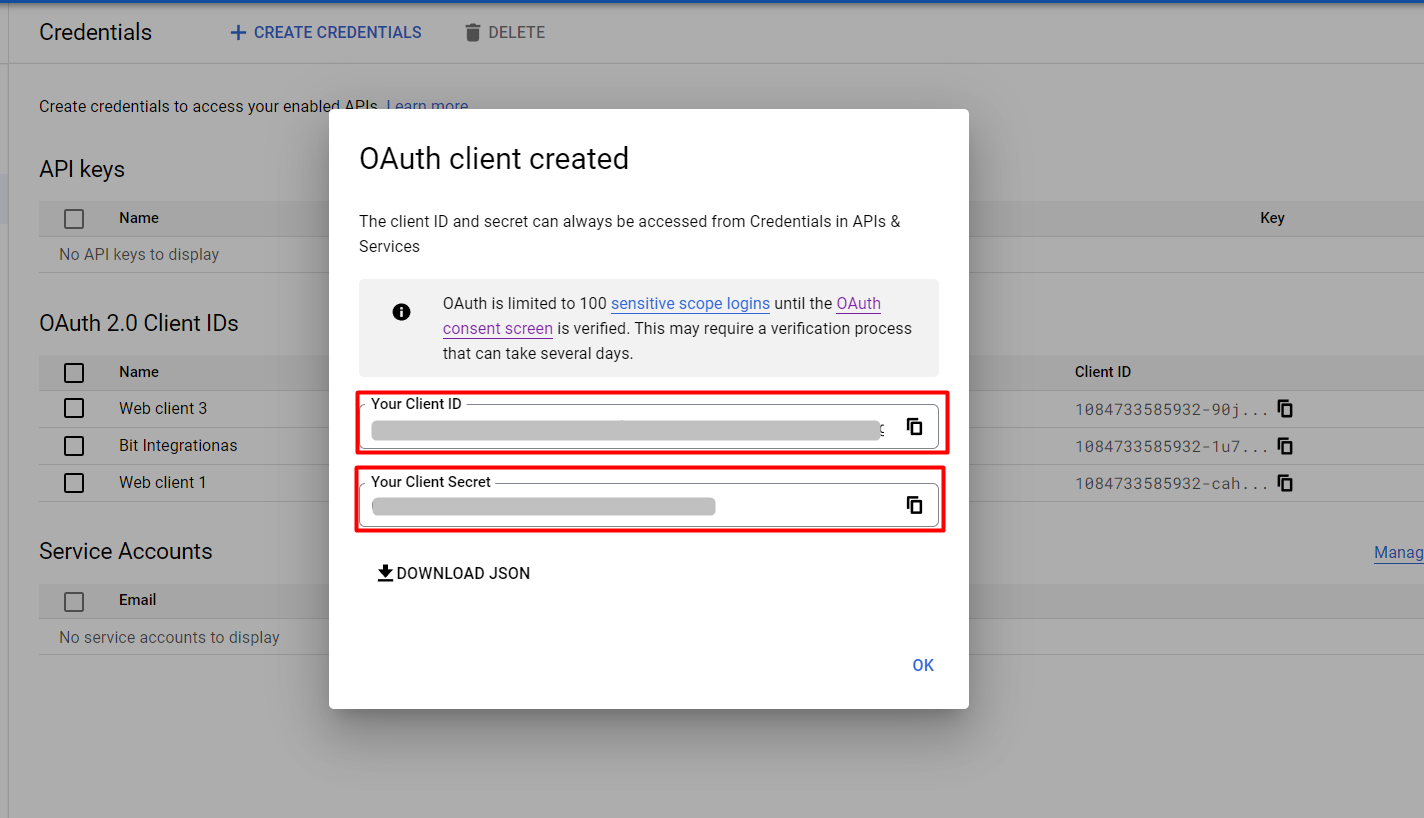 Credentials
CREATE CREDENTIALS
DELETE
Create credentials to access your enabled APIs. Learn more
API keys
Name
Key
No API keys to display
OAuth 2.0 Client IDs
Name
Client ID
Web client 3
1084733585932-90j...
Bit Integrationas
1084733585932-1u7...
Web client 1
1084733585932-cah...
Service Accounts
Manag
Email
No service accounts to display
OAuth client created
The client ID and secret can always be accessed from Credentials in APIs &
Services
OAuth is limited to 100 sensitive scope logins until the OAuth
consent screen is verified. This may require a verification process
that can take several days.
Your Client ID
Your Client Secret
DOWNLOAD JSON
OK